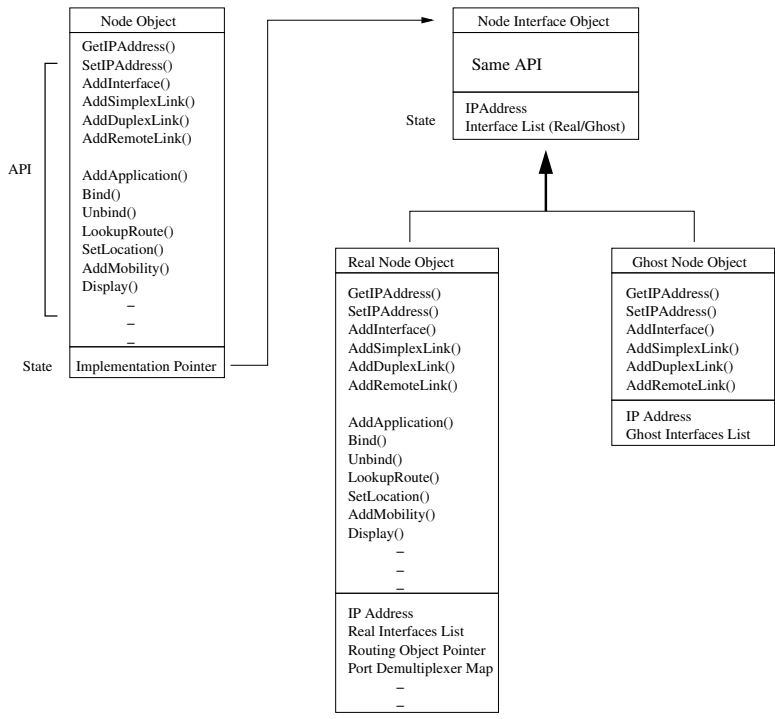 Node Object
GetIPAddress()
SetIPAddress()
AddInterface()
AddSimplexLink()
AddDuplexLink()
AddRemoteLink()
AddApplication()
Bind()
Unbind()
LookupRoute()
SetLocation()
AddMobility()
Display()
–
–
–
API
State
Implementation Pointer
Node Interface Object
Same API
State
IPAddress
Interface List (Real/Ghost)
Real Node Object
GetIPAddress()
SetIPAddress()
AddInterface()
AddSimplexLink()
AddDuplexLink()
AddRemoteLink()
AddApplication()
Bind()
Unbind()
LookupRoute()
SetLocation()
AddMobility()
Display()
–
–
–
IP Address
Real Interfaces List
Routing Object Pointer
Port Demultiplexer Map
–
–
Ghost Node Object
GetIPAddress()
SetIPAddress()
AddInterface()
AddSimplexLink()
AddDuplexLink()
AddRemoteLink()
IP Address
Ghost Interfaces List